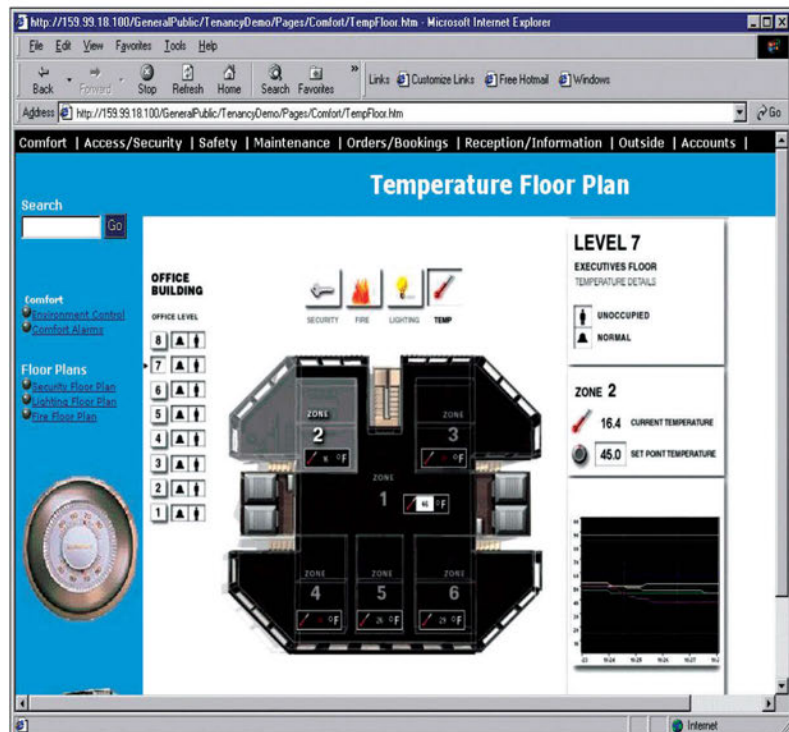 http://159.99.18.100/GeneralPublic/TenancyDemo/Pages/Comfort/TempFloor.htm - Microsoft Internet Explorer
File Edit View Favorites Tools Help
Back Forward Stop Refresh Home Search Favorites » Links Customize Links Free Hotmail Windows
Address http://159.99.18.100/GeneralPublic/TenancyDemo/Pages/Comfort/TempFloor.htm Go
Comfort | Access/Security | Safety | Maintenance | Orders/Bookings | Reception/Information | Outside | Accounts |
Temperature Floor Plan
Search
Go
Comfort
Environment Control
Comfort Alarms
Floor Plans
Security Floor Plan
Lighting Floor Plan
Fire Floor Plan
OFFICE
BUILDING
OFFICE LEVEL
8
7
6
5
4
3
2
1
SECURITY FIRE LIGHTING TEMP
ZONE
2
°F
ZONE
3
°F
ZONE
1
°F
ZONE
4
°F
ZONE
5
26 °F
ZONE
6
29 °F
LEVEL 7
EXECUTIVES FLOOR
TEMPERATURE DETAILS
UNOCCUPIED
NORMAL
ZONE 2
16.4 CURRENT TEMPERATURE
45.0 SET POINT TEMPERATURE
Internet